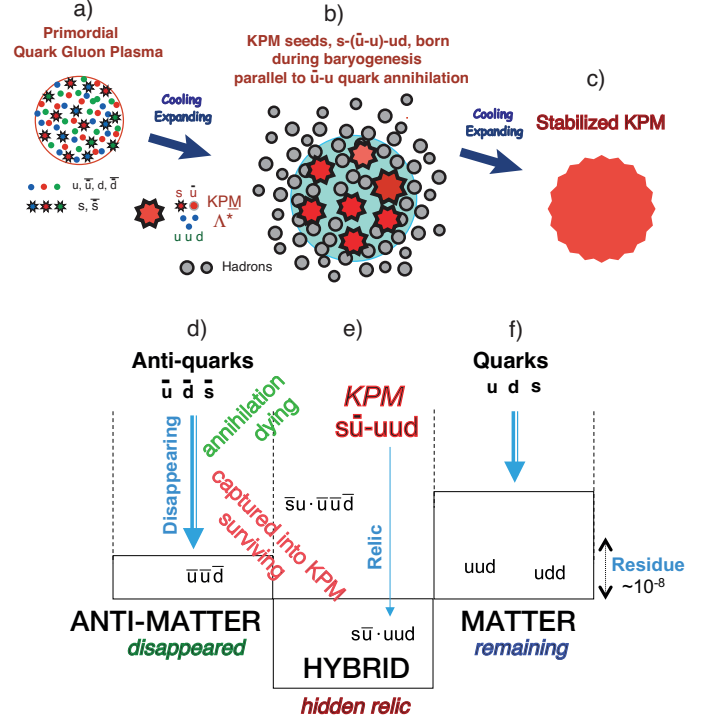 a)
Primordial
Quark Gluon Plasma
u, ū, d, d̄
s, s̄
Cooling
Expanding
s ū
KPM
Λ*
u u d
Hadrons
b)
KPM seeds, s-(ū-u)-ud, born
during baryogenesis
parallel to ū-u quark annihilation
Cooling
Expanding
c)
Stabilized KPM
d)
Anti-quarks
ū d̄ s̄
Disappearing
annihilation
dying
captured into KPM
surviving
ūūd̄
ANTI-MATTER
disappeared
e)
KPM
sū-uud
s̄u·ūūd̄
Relic
sū·uud
HYBRID
hidden relic
f)
Quarks
u d s
uud
udd
MATTER
remaining
Residue
~10⁻⁸